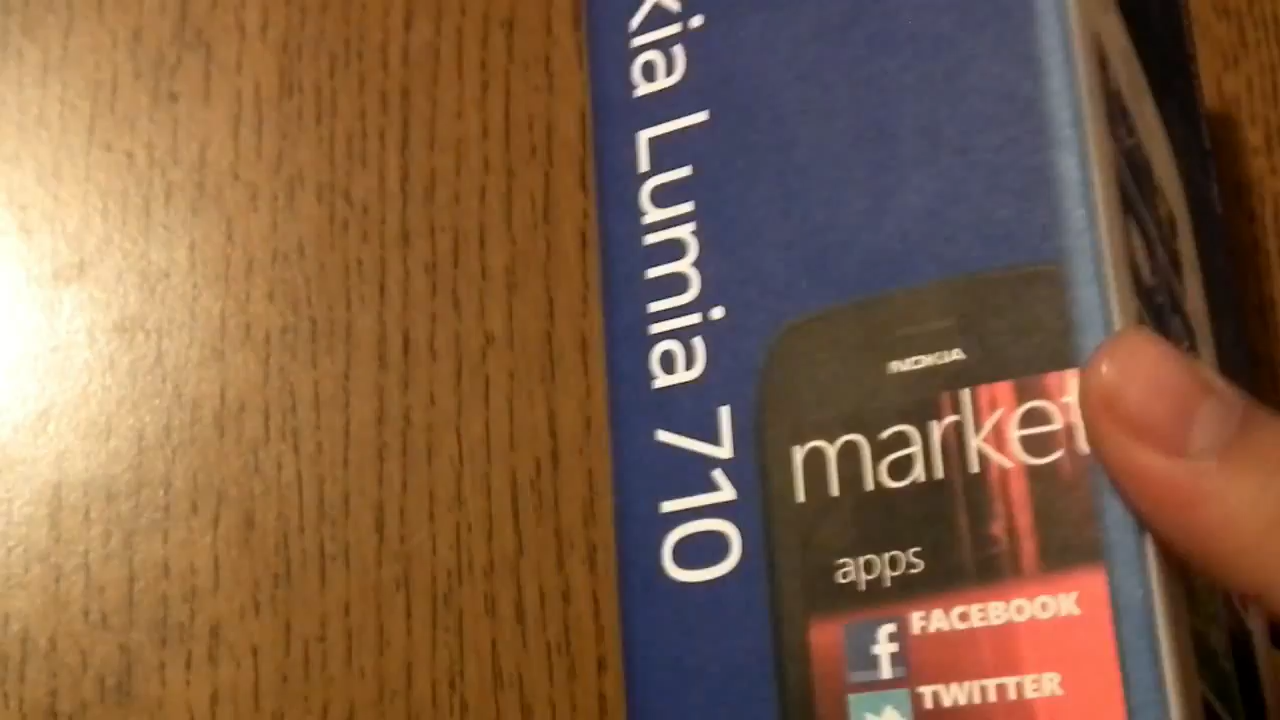 kia Lumia 710
NOKIA
market
apps
FACEBOOK
TWITTER